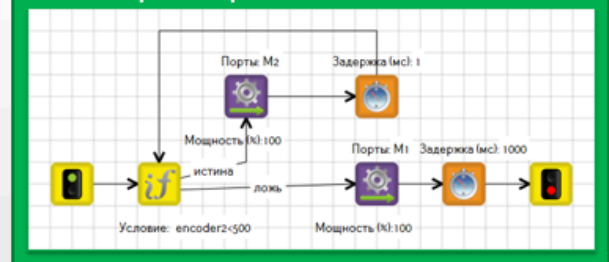 Порты: M2
Задержка (мс): 1
Мощность (%):100
истина
if
ложь
Порты: M1
Задержка (мс): 1000
Условие: encoder2<500
Мощность (%):100